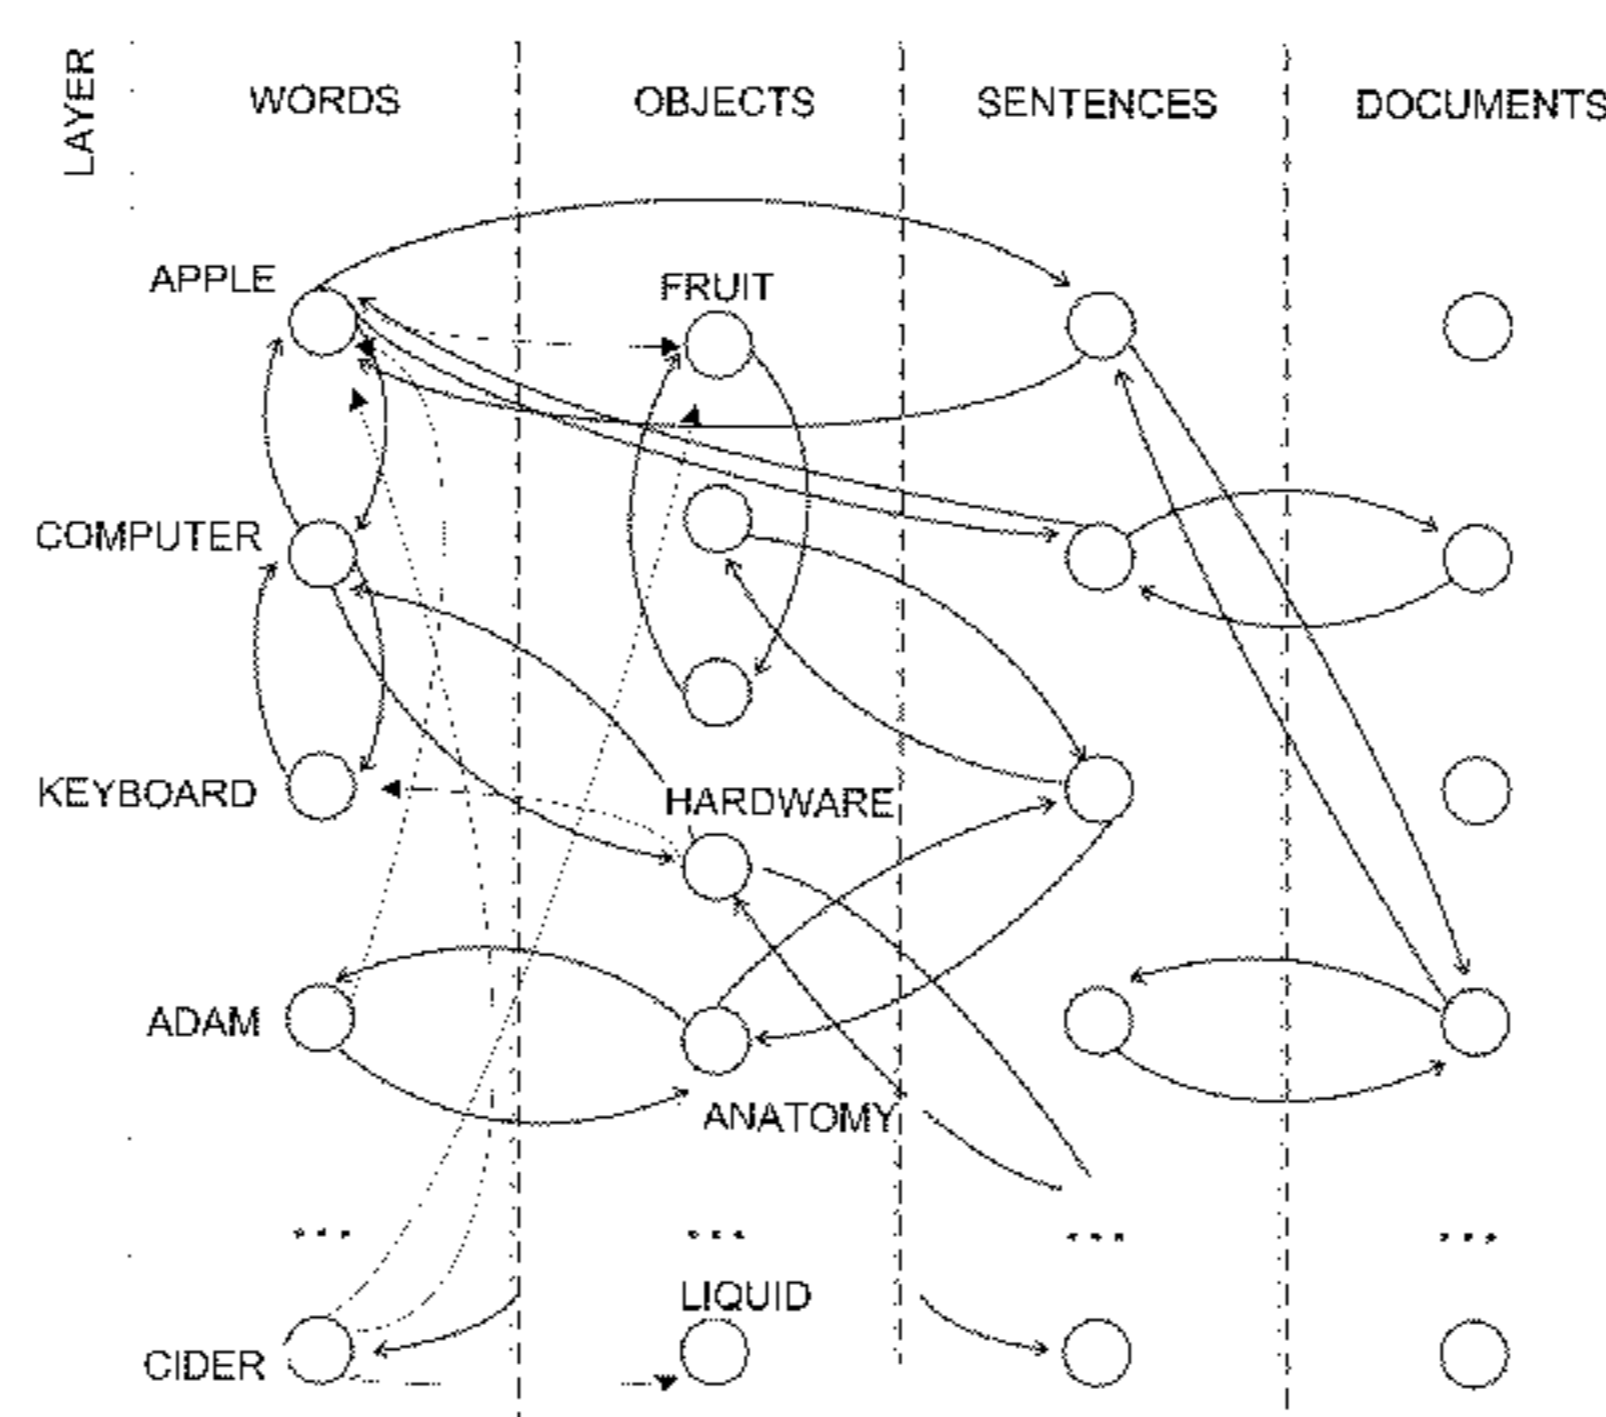 LAYER
WORDS OBJECTS SENTENCES DOCUMENTS
APPLE FRUIT
COMPUTER
KEYBOARD HARDWARE
ADAM
ANATOMY
... ... ... ...
LIQUID
CIDER